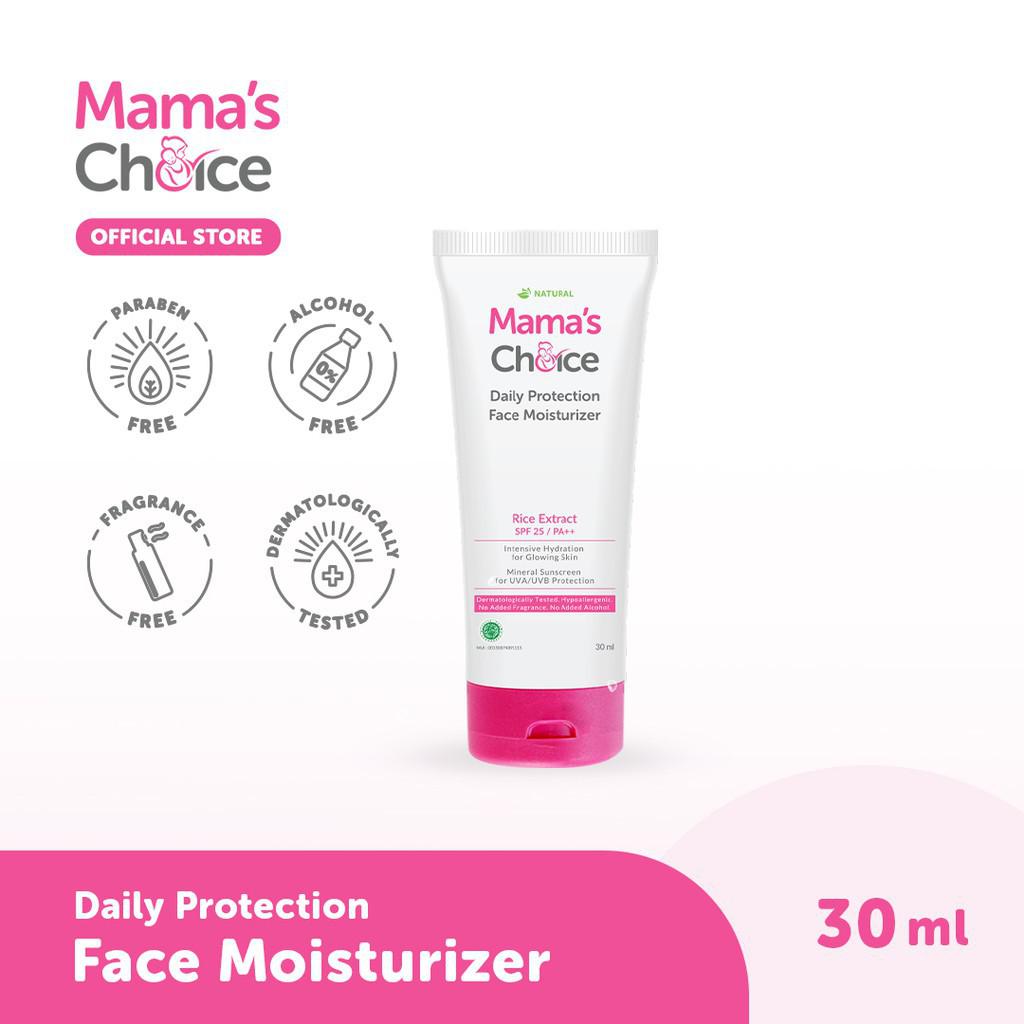 Mama's
Choice
OFFICIAL STORE
PARABEN
FREE
ALCOHOL
0%
FREE
FRAGRANCE
FREE
DERMATOLOGICALLY
TESTED
NATURAL
Mama's
Choice
Daily Protection
Face Moisturizer
Rice Extract
SPF 25 / PA++
Intensive Hydration
for Glowing Skin
Mineral Sunscreen
for UVA/UVB Protection
Dermatologically Tested. Hypoallergenic.
No Added Fragrance. No Added Alcohol.
30 ml
Daily Protection
Face Moisturizer
30 ml